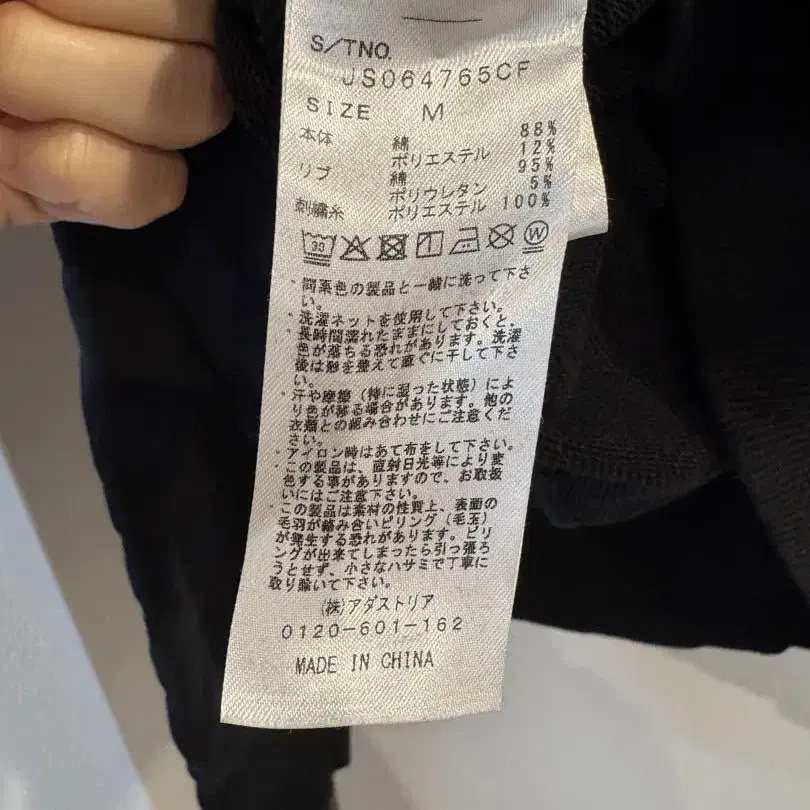 S/TNO.
JS064765CF
SIZE M
本体 綿 88%
ポリエステル 12%
リブ 綿 95%
ポリウレタン 5%
刺繍糸 ポリエステル 100%
30 W
・同系色の製品と一緒に洗って下さ
い。
・洗濯ネットを使用して下さい。
・長時間濡れたままにしておくと、
色が落ちる恐れがあります。洗濯
後は形を整えて直ぐに干して下さ
い。
・汗や摩擦（特に湿った状態）によ
り色が移る場合があります。他の
衣類との組み合わせにご注意くだ
さい。
・アイロン時はあて布をして下さい。
・この製品は、直射日光等により変
色する事がありますので、お取扱
いにはご注意下さい。
・この製品は素材の性質上、表面の
毛羽が絡み合いピリング（毛玉）
が発生する恐れがあります。ピリ
ングが出来てしまったら引っ張ろ
うとせず、小さなハサミで丁寧に
取り除いて下さい。
(株)アダストリア
0120-601-162
MADE IN CHINA